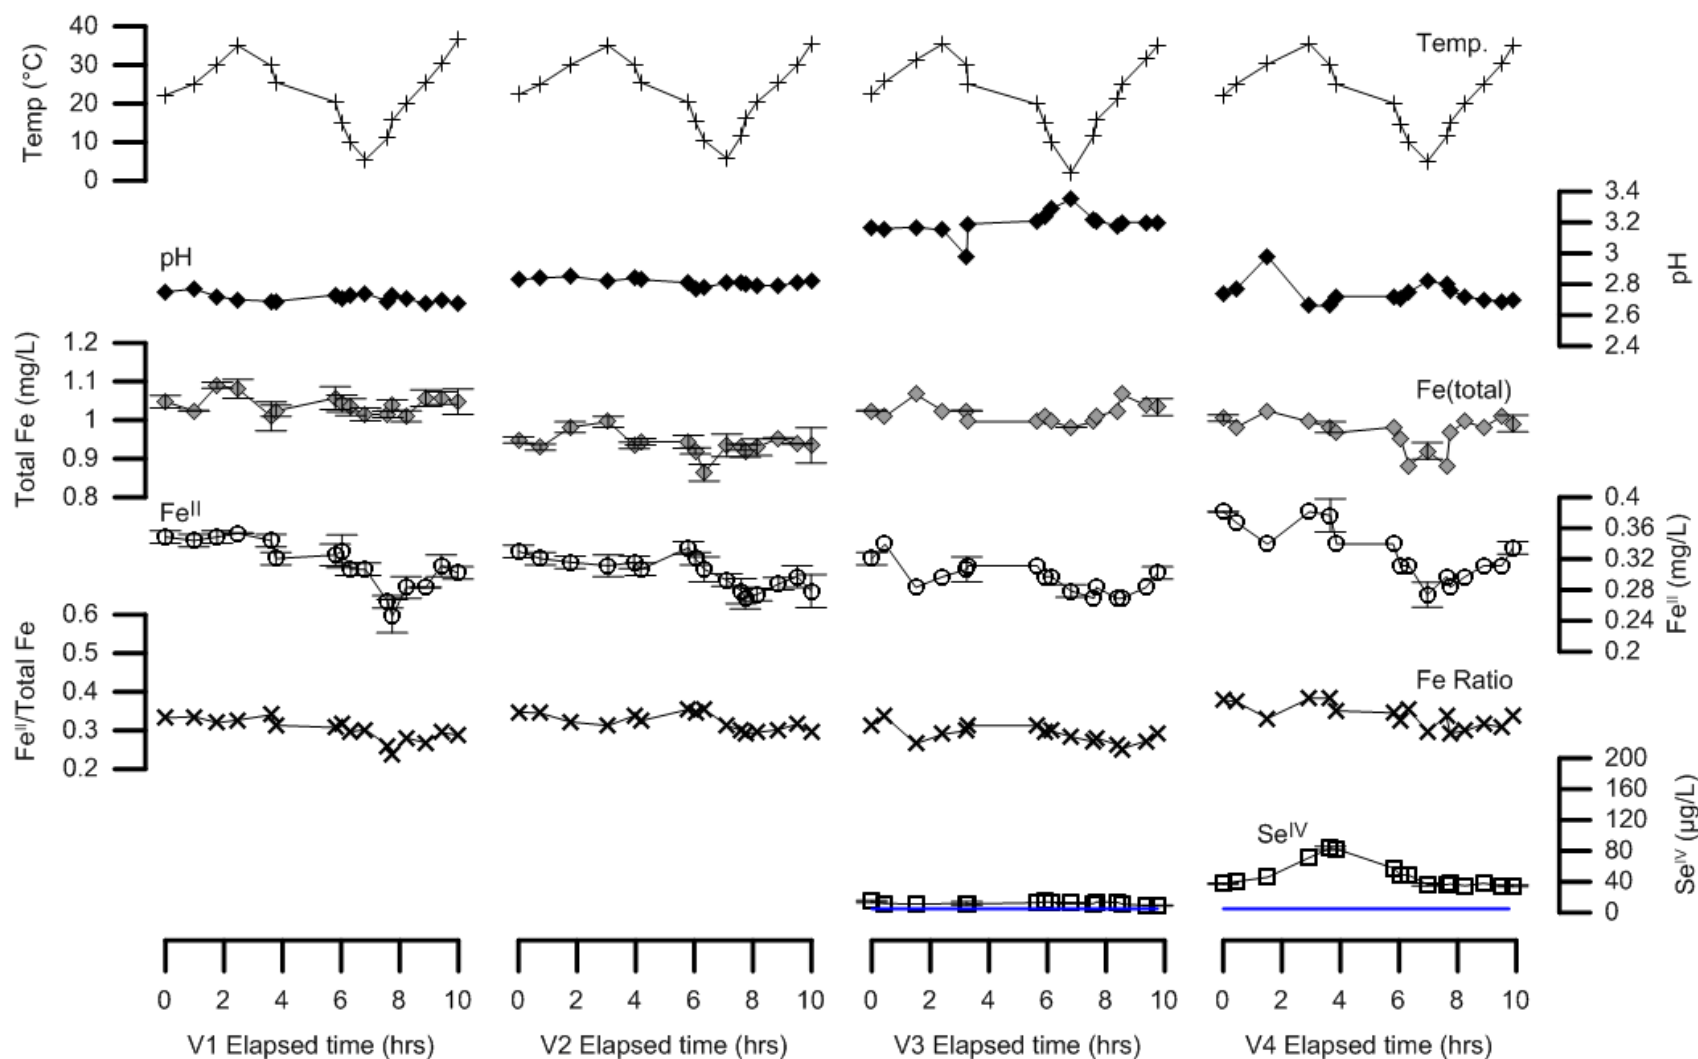 40
30
20
10
0
Temp (°C)
Temp.
3.4
3.2
3
2.8
2.6
2.4
pH
pH
1.2
1.1
1
0.9
0.8
Total Fe (mg/L)
Fe(total)
Fe^II
0.4
0.36
0.32
0.28
0.24
0.2
Fe^II (mg/L)
0.6
0.5
0.4
0.3
0.2
Fe^II/Total Fe
Fe Ratio
200
160
120
80
40
0
Se^IV (µg/L)
Se^IV
0 2 4 6 8 10 0 2 4 6 8 10 0 2 4 6 8 10 0 2 4 6 8 10
V1 Elapsed time (hrs) V2 Elapsed time (hrs) V3 Elapsed time (hrs) V4 Elapsed time (hrs)